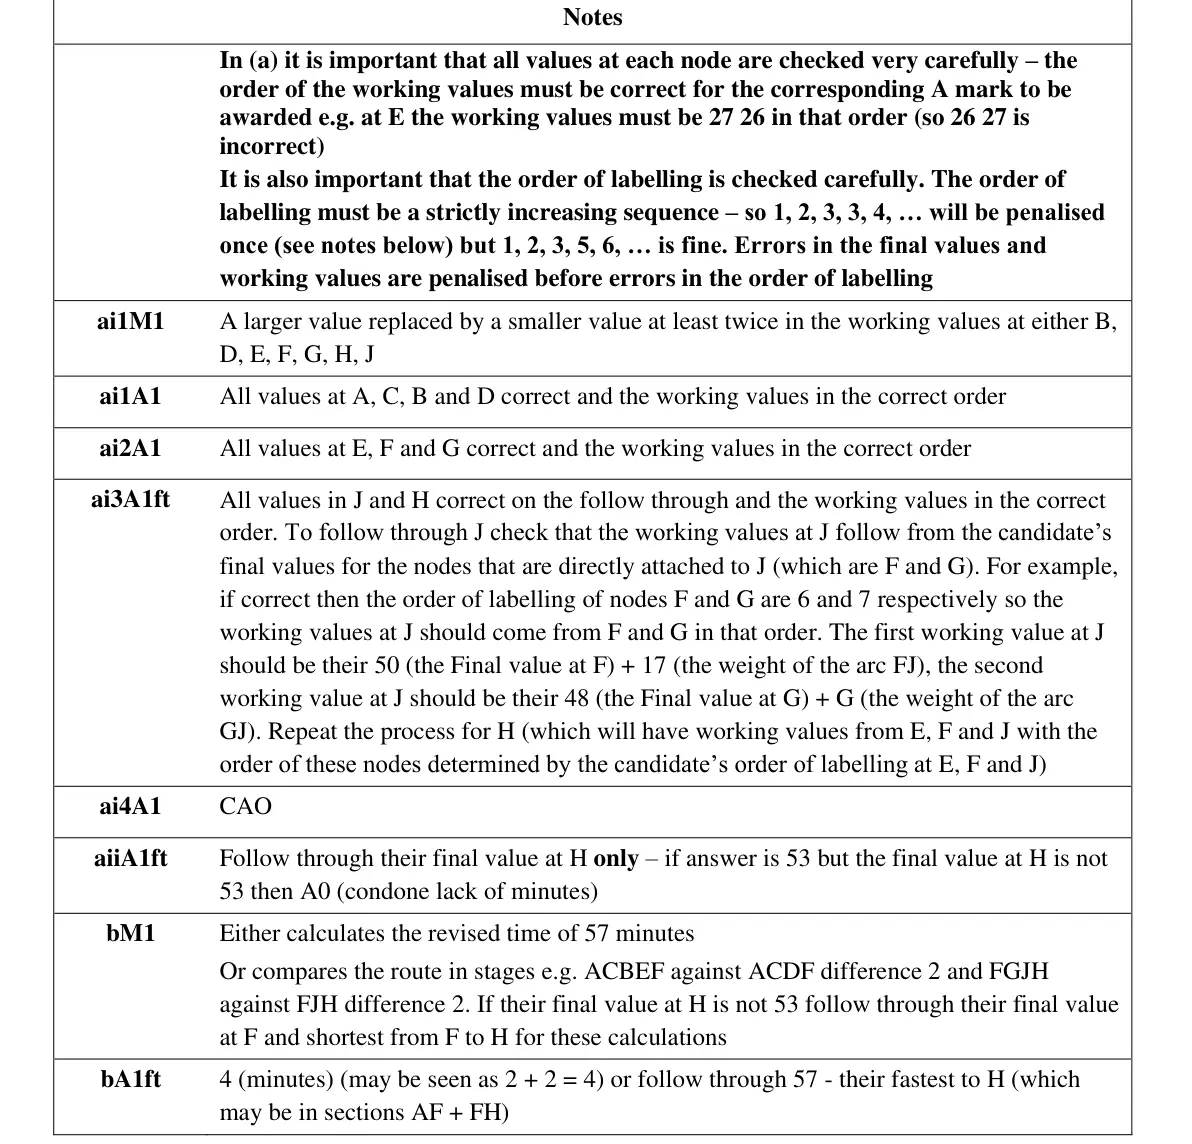 Notes
In (a) it is important that all values at each node are checked very carefully – the
order of the working values must be correct for the corresponding A mark to be
awarded e.g. at E the working values must be 27 26 in that order (so 26 27 is
incorrect)
It is also important that the order of labelling is checked carefully. The order of
labelling must be a strictly increasing sequence – so 1, 2, 3, 3, 4, … will be penalised
once (see notes below) but 1, 2, 3, 5, 6, … is fine. Errors in the final values and
working values are penalised before errors in the order of labelling
ai1M1 A larger value replaced by a smaller value at least twice in the working values at either B,
D, E, F, G, H, J
ai1A1 All values at A, C, B and D correct and the working values in the correct order
ai2A1 All values at E, F and G correct and the working values in the correct order
ai3A1ft All values in J and H correct on the follow through and the working values in the correct
order. To follow through J check that the working values at J follow from the candidate’s
final values for the nodes that are directly attached to J (which are F and G). For example,
if correct then the order of labelling of nodes F and G are 6 and 7 respectively so the
working values at J should come from F and G in that order. The first working value at J
should be their 50 (the Final value at F) + 17 (the weight of the arc FJ), the second
working value at J should be their 48 (the Final value at G) + G (the weight of the arc
GJ). Repeat the process for H (which will have working values from E, F and J with the
order of these nodes determined by the candidate’s order of labelling at E, F and J)
ai4A1 CAO
aiiA1ft Follow through their final value at H only – if answer is 53 but the final value at H is not
53 then A0 (condone lack of minutes)
bM1 Either calculates the revised time of 57 minutes
Or compares the route in stages e.g. ACBEF against ACDF difference 2 and FGJH
against FJH difference 2. If their final value at H is not 53 follow through their final value
at F and shortest from F to H for these calculations
bA1ft 4 (minutes) (may be seen as 2 + 2 = 4) or follow through 57 - their fastest to H (which
may be in sections AF + FH)